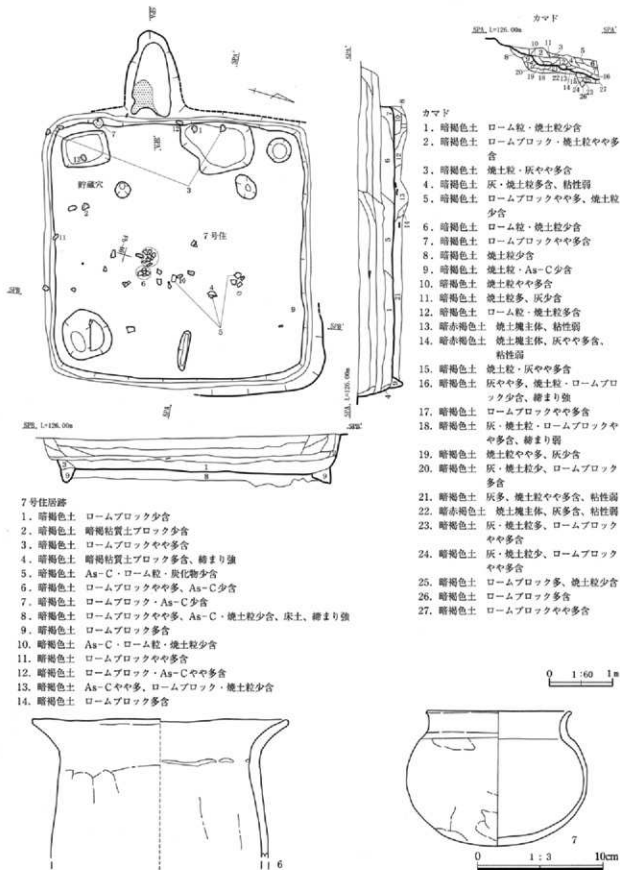 カマド
SPA L=126.00m SPA'
カマド
1. 暗褐色土 ローム粒・焼土粒少含
2. 暗褐色土 ロームブロック・焼土粒やや多
含
3. 暗褐色土 焼土粒・灰やや多含
4. 暗褐色土 灰・焼土粒多含、粘性弱
5. 暗褐色土 ロームブロックやや多、焼土粒
少含
6. 暗褐色土 ローム粒・焼土粒少含
7. 暗褐色土 ロームブロックやや多含
8. 暗褐色土 焼土粒少含
9. 暗褐色土 焼土粒・As-C少含
10. 暗褐色土 焼土粒やや多含
11. 暗褐色土 焼土粒多、灰少含
12. 暗褐色土 ローム粒・焼土粒多含
13. 暗赤褐色土 焼土塊主体、粘性弱
14. 暗赤褐色土 焼土塊主体、灰やや多含、
粘性弱
15. 暗褐色土 焼土粒・灰やや多含
16. 暗褐色土 灰やや多、焼土粒・ロームブロ
ック少含、締まり強
17. 暗褐色土 ロームブロックやや多含
18. 暗褐色土 灰・焼土粒・ロームブロックや
や多含、締まり弱
19. 暗褐色土 焼土粒やや多、灰少含
20. 暗褐色土 灰・焼土粒少、ロームブロック
多含
21. 暗褐色土 灰多、焼土粒やや多含、粘性弱
22. 暗赤褐色土 焼土塊主体、灰多含、粘性弱
23. 暗褐色土 灰・焼土粒多、ロームブロック
やや多含
24. 暗褐色土 灰・焼土粒少、ロームブロック
やや多含
25. 暗褐色土 ロームブロック多、焼土粒少含
26. 暗褐色土 ロームブロック多含
27. 暗褐色土 ロームブロックやや多含
貯蔵穴
7号住
SPB L=126.00m SPB'
SPA L=126.00m
7号住居跡
1. 暗褐色土 ロームブロック少含
2. 暗褐色土 暗褐粘質土ブロック少含
3. 暗褐色土 ロームブロックやや多含
4. 暗褐色土 暗褐粘質土ブロック多含、締まり強
5. 暗褐色土 As-C・ローム粒・炭化物少含
6. 暗褐色土 ロームブロックやや多、As-C少含
7. 暗褐色土 ロームブロック・As-C少含
8. 暗褐色土 ロームブロックやや多、As-C・焼土粒少含、床土、締まり強
9. 暗褐色土 ロームブロック多含
10. 暗褐色土 As-C・ローム粒・焼土粒少含
11. 暗褐色土 ロームブロックやや多含
12. 暗褐色土 ロームブロック・As-Cやや多含
13. 暗褐色土 As-Cやや多、ロームブロック・焼土粒少含
14. 暗褐色土 ロームブロック多含
0 1:60 1m
6
7
0 1:3 10cm